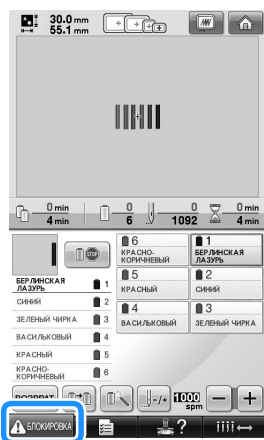 30.0 mm
55.1 mm
0 min
4 min
0
6
0
1092
0 min
4 min
БЕРЛИНСКАЯ
ЛАЗУРЬ
1
СИНИЙ
2
ЗЕЛЕНЫЙ ЧИРКА
3
ВАСИЛЬКОВЫЙ
4
КРАСНЫЙ
5
КРАСНО-
КОРИЧНЕВЫЙ
6
6
КРАСНО-
КОРИЧНЕВЫЙ
1
БЕРЛИНСКАЯ
ЛАЗУРЬ
5
КРАСНЫЙ
2
СИНИЙ
4
ВАСИЛЬКОВЫЙ
3
ЗЕЛЕНЫЙ ЧИРКА
STOP
ВОЗВРАТ
-/+
1000
spm
- +
БЛОКИРОВКА
?